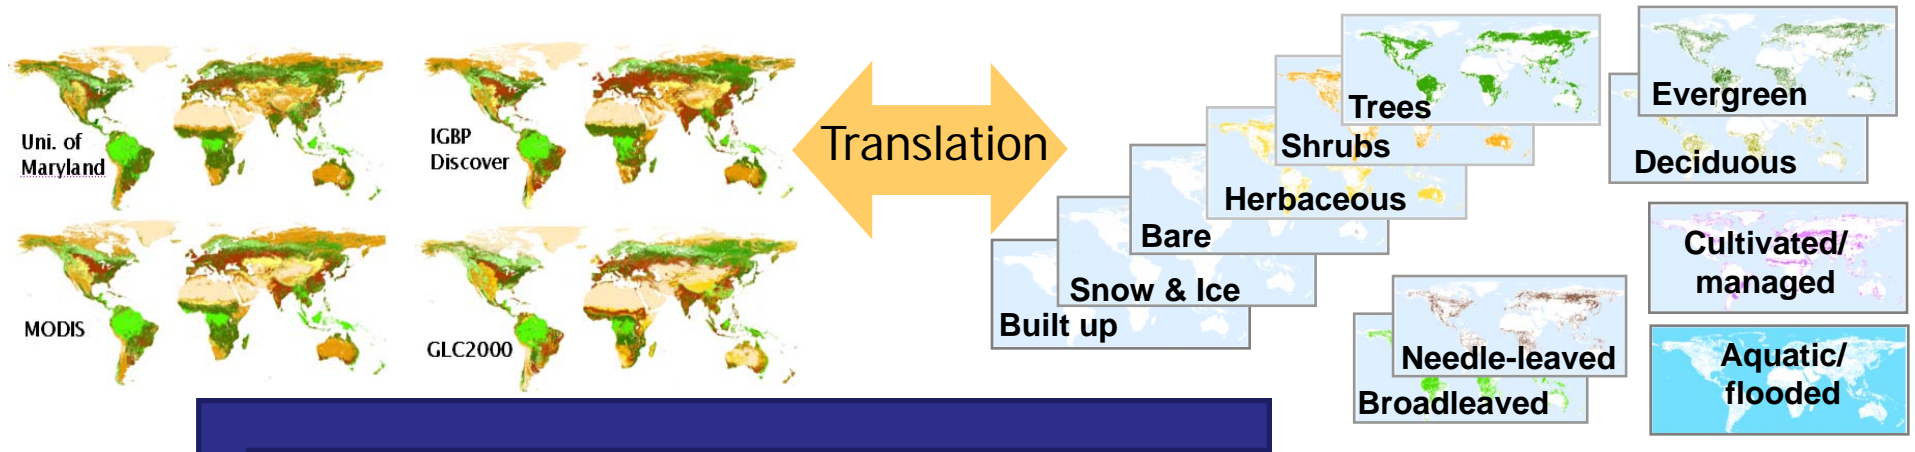 Uni. of
Maryland
IGBP
Discover
MODIS
GLC2000
Translation
Trees
Shrubs
Herbaceous
Bare
Snow & Ice
Built up
Evergreen
Deciduous
Cultivated/
managed
Needle-leaved
Broadleaved
Aquatic/
flooded